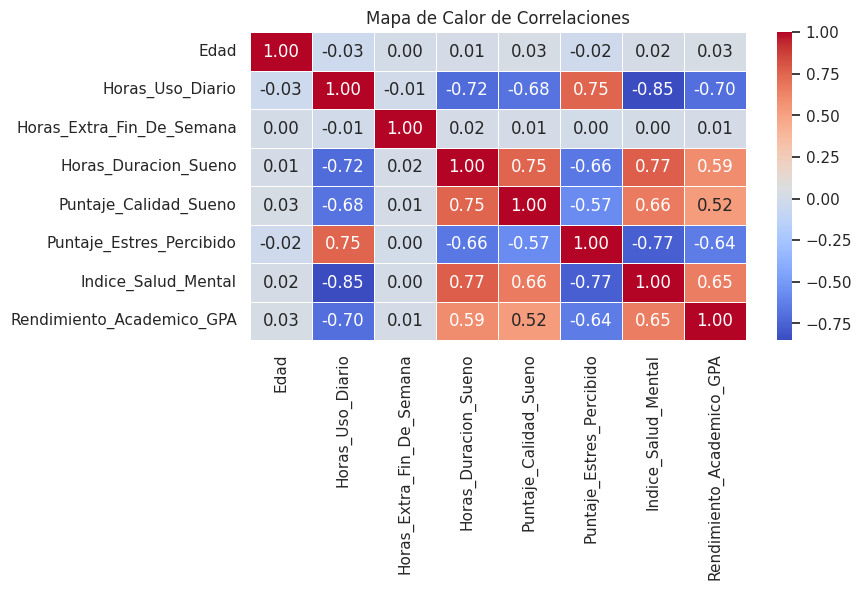 Mapa de Calor de Correlaciones
Edad 1.00 -0.03 0.00 0.01 0.03 -0.02 0.02 0.03
Horas_Uso_Diario -0.03 1.00 -0.01 -0.72 -0.68 0.75 -0.85 -0.70
Horas_Extra_Fin_De_Semana 0.00 -0.01 1.00 0.02 0.01 0.00 0.00 0.01
Horas_Duracion_Sueno 0.01 -0.72 0.02 1.00 0.75 -0.66 0.77 0.59
Puntaje_Calidad_Sueno 0.03 -0.68 0.01 0.75 1.00 -0.57 0.66 0.52
Puntaje_Estres_Percibido -0.02 0.75 0.00 -0.66 -0.57 1.00 -0.77 -0.64
Indice_Salud_Mental 0.02 -0.85 0.00 0.77 0.66 -0.77 1.00 0.65
Rendimiento_Academico_GPA 0.03 -0.70 0.01 0.59 0.52 -0.64 0.65 1.00
Edad
Horas_Uso_Diario
Horas_Extra_Fin_De_Semana
Horas_Duracion_Sueno
Puntaje_Calidad_Sueno
Puntaje_Estres_Percibido
Indice_Salud_Mental
Rendimiento_Academico_GPA
1.00
0.75
0.50
0.25
0.00
−0.25
−0.50
−0.75